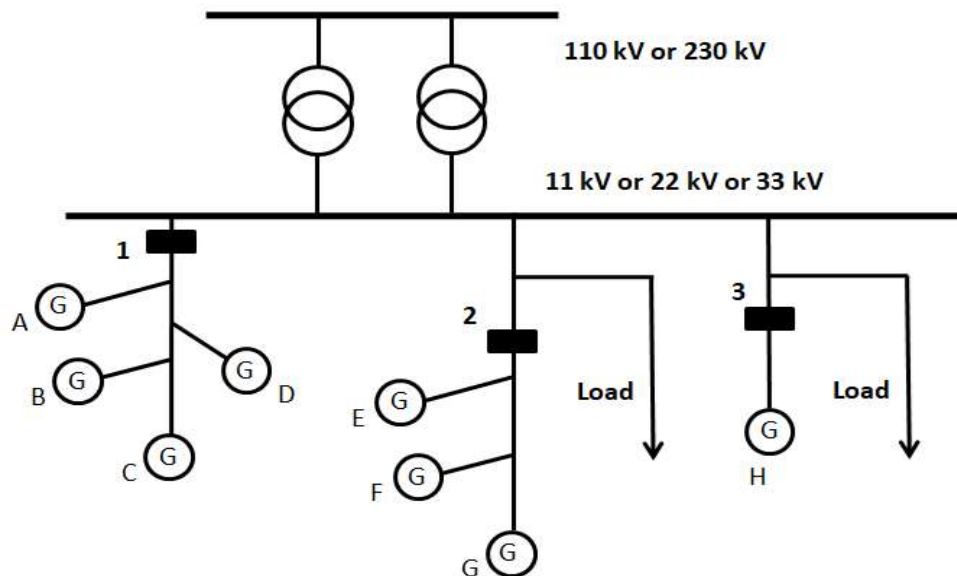 110 kV or 230 kV
11 kV or 22 kV or 33 kV
1
G
A
G
B
G
D
G
C
2
G
E
G
F
G
G
Load
3
G
H
Load